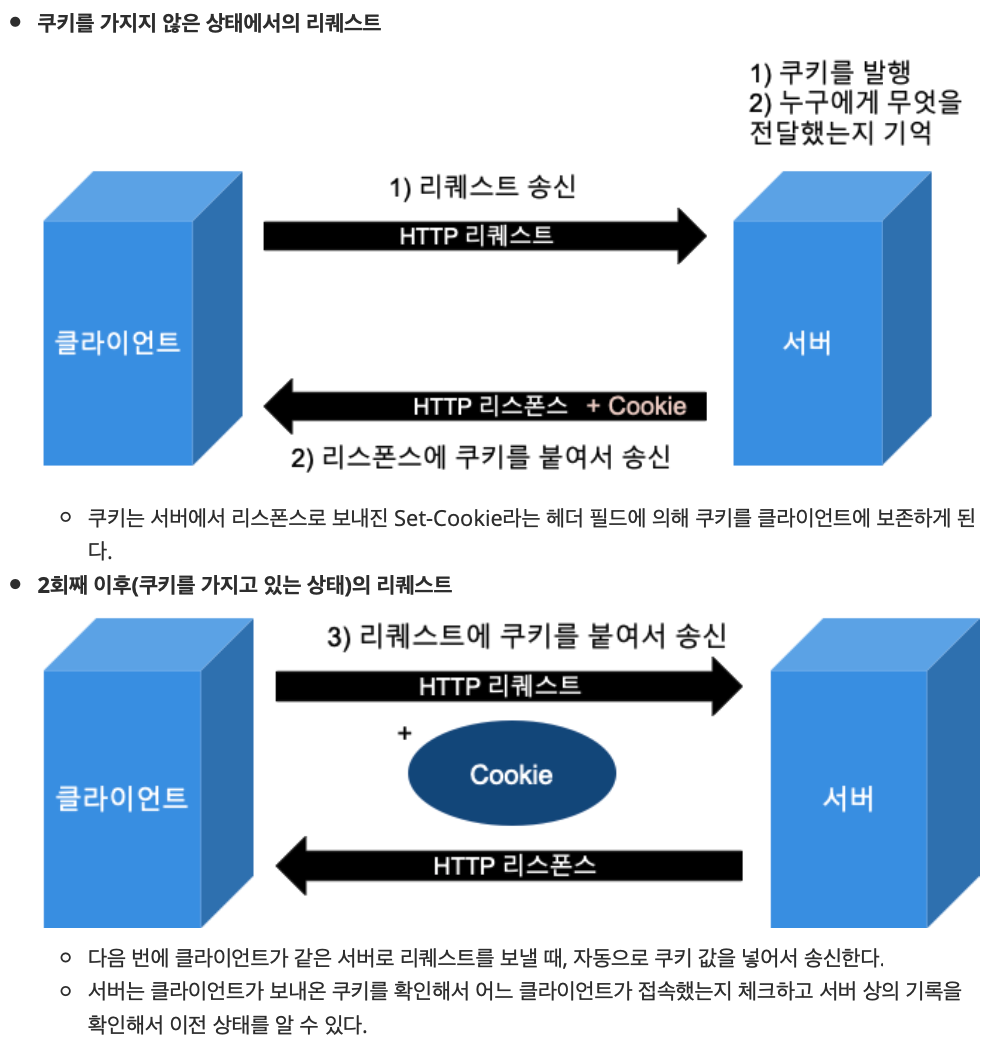 쿠키를 가지지 않은 상태에서의 리퀘스트
1) 쿠키를 발행
2) 누구에게 무엇을
전달했는지 기억
1) 리퀘스트 송신
HTTP 리퀘스트
클라이언트
서버
HTTP 리스폰스 + Cookie
2) 리스폰스에 쿠키를 붙여서 송신
쿠키는 서버에서 리스폰스로 보내진 Set-Cookie라는 헤더 필드에 의해 쿠키를 클라이언트에 보존하게 된
다.
2회째 이후(쿠키를 가지고 있는 상태)의 리퀘스트
3) 리퀘스트에 쿠키를 붙여서 송신
HTTP 리퀘스트
+
Cookie
클라이언트
서버
HTTP 리스폰스
다음 번에 클라이언트가 같은 서버로 리퀘스트를 보낼 때, 자동으로 쿠키 값을 넣어서 송신한다.
서버는 클라이언트가 보내온 쿠키를 확인해서 어느 클라이언트가 접속했는지 체크하고 서버 상의 기록을
확인해서 이전 상태를 알 수 있다.